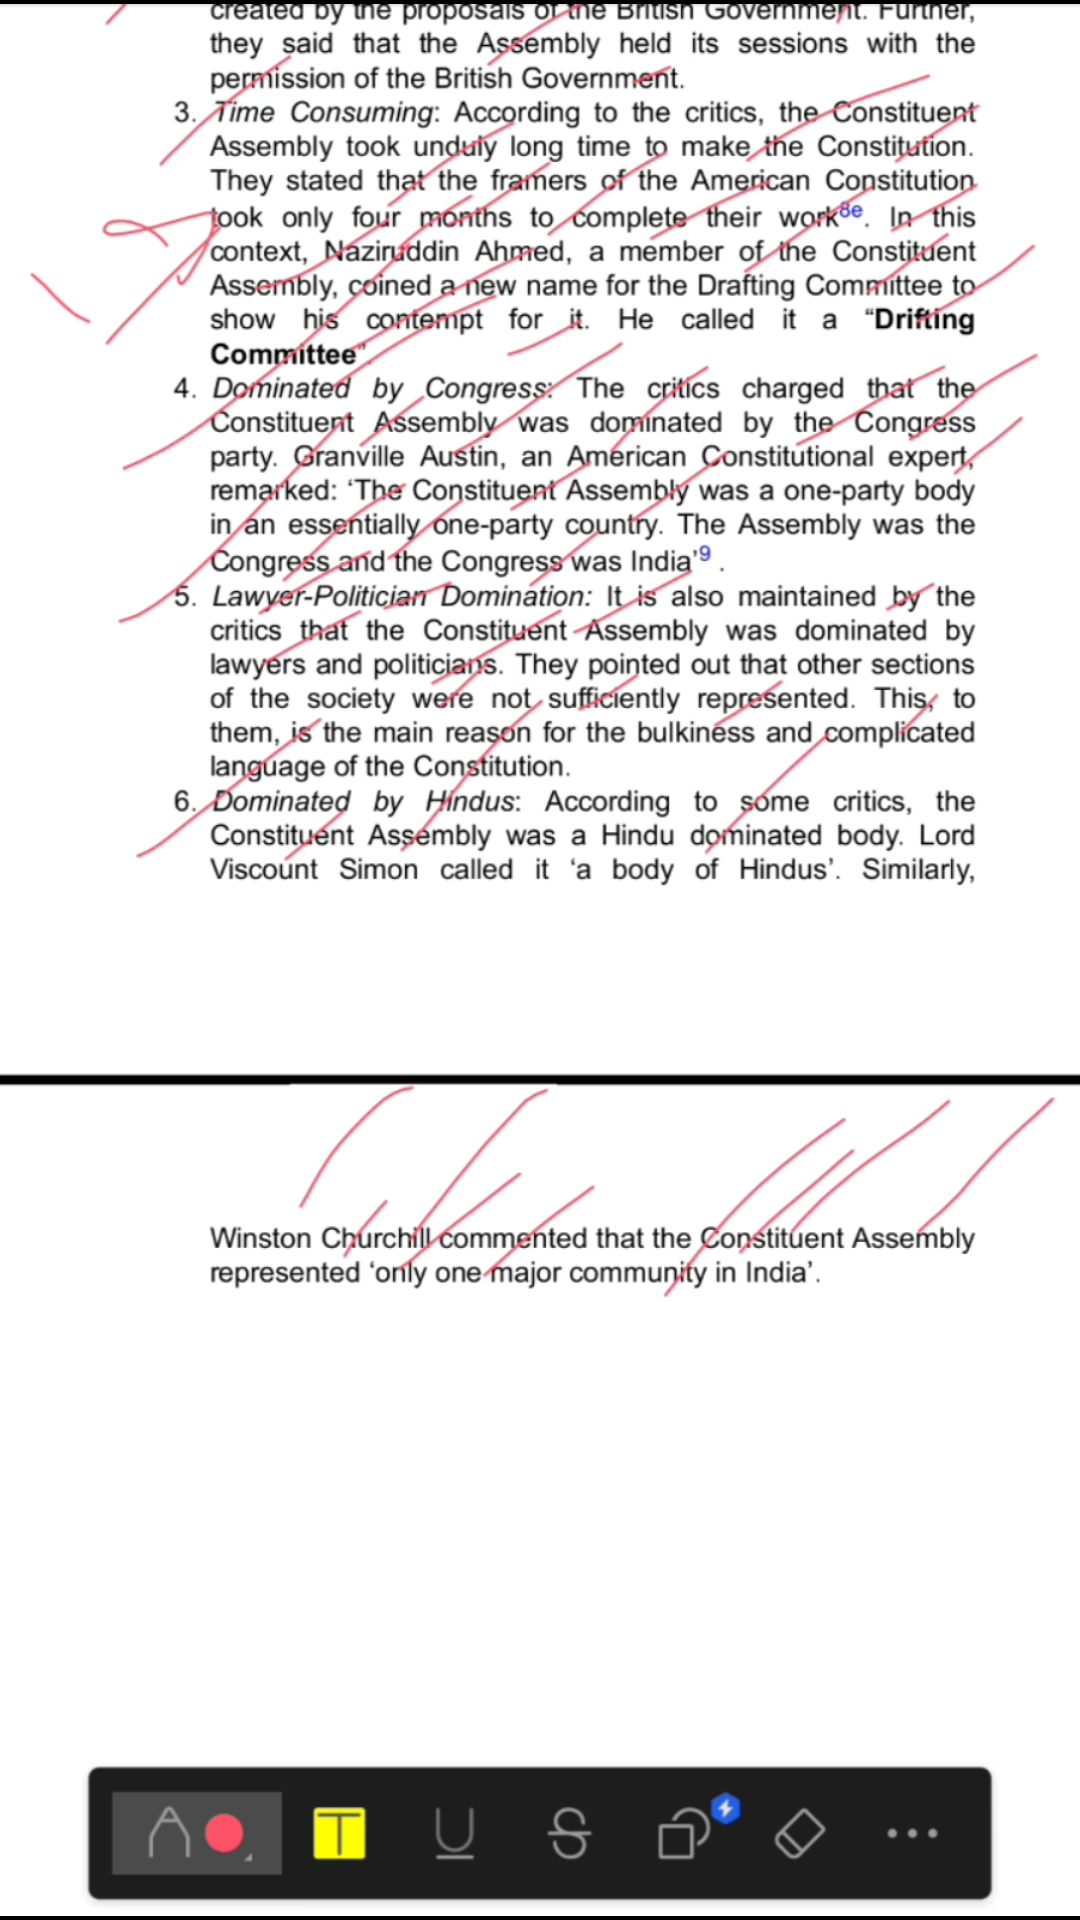 created by the proposals of the British Government. Further,
they said that the Assembly held its sessions with the
permission of the British Government.
3. Time Consuming: According to the critics, the Constituent
Assembly took unduly long time to make the Constitution.
They stated that the framers of the American Constitution
took only four months to complete their work8e. In this
context, Naziruddin Ahmed, a member of the Constituent
Assembly, coined a new name for the Drafting Committee to
show his contempt for it. He called it a “Drifting
Committee”
4. Dominated by Congress: The critics charged that the
Constituent Assembly was dominated by the Congress
party. Granville Austin, an American Constitutional expert,
remarked: ‘The Constituent Assembly was a one-party body
in an essentially one-party country. The Assembly was the
Congress and the Congress was India’9 .
5. Lawyer-Politician Domination: It is also maintained by the
critics that the Constituent Assembly was dominated by
lawyers and politicians. They pointed out that other sections
of the society were not sufficiently represented. This, to
them, is the main reason for the bulkiness and complicated
language of the Constitution.
6. Dominated by Hindus: According to some critics, the
Constituent Assembly was a Hindu dominated body. Lord
Viscount Simon called it ‘a body of Hindus’. Similarly,
Winston Churchill commented that the Constituent Assembly
represented ‘only one major community in India’.
T U S